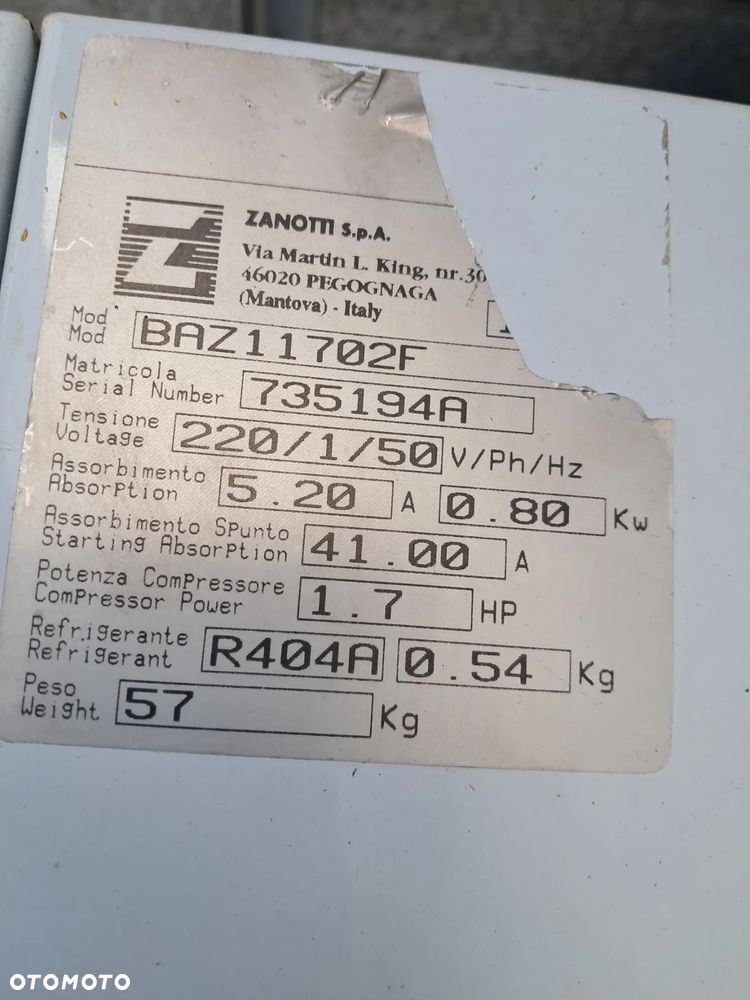 ZANOTTI S.p.A.
Via Martin L. King, nr.30
46020 PEGOGNAGA
(Mantova) - Italy
Mod
Mod BAZ11702F
Matricola
Serial Number 735194A
Tensione
Voltage 220/1/50 V/Ph/Hz
Assorbimento
Absorption 5.20 A 0.80 Kw
Assorbimento Spunto
Starting Absorption 41.00 A
Potenza Compressore
Compressor Power 1.7 HP
Refrigerante
Refrigerant R404A 0.54 Kg
Peso
Weight 57 Kg
OTOMOTO